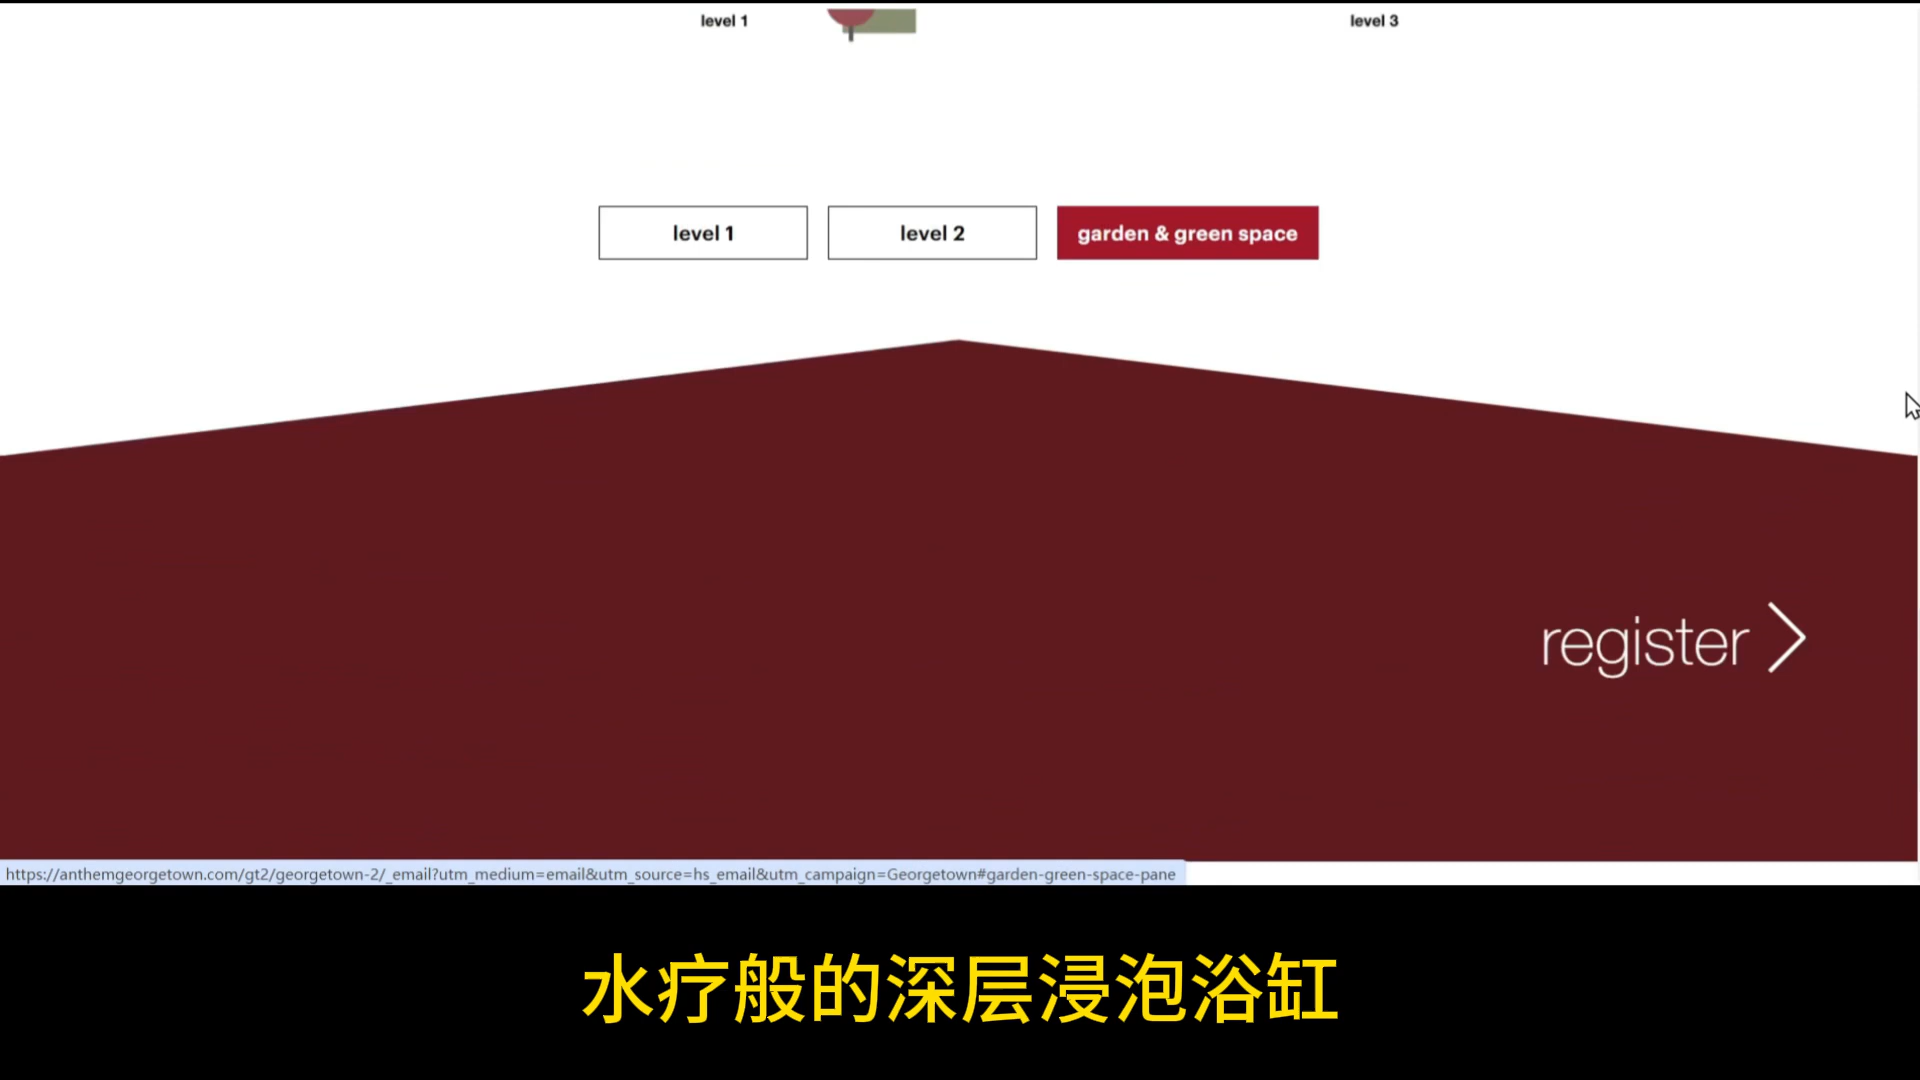 level 1
level 3
level 1
level 2
garden & green space
register
https://anthemgeorgetown.com/gt2/georgetown-2/_email?utm_medium=email&utm_source=hs_email&utm_campaign=Georgetown#garden-green-space-pane
水疗般的深层浸泡浴缸